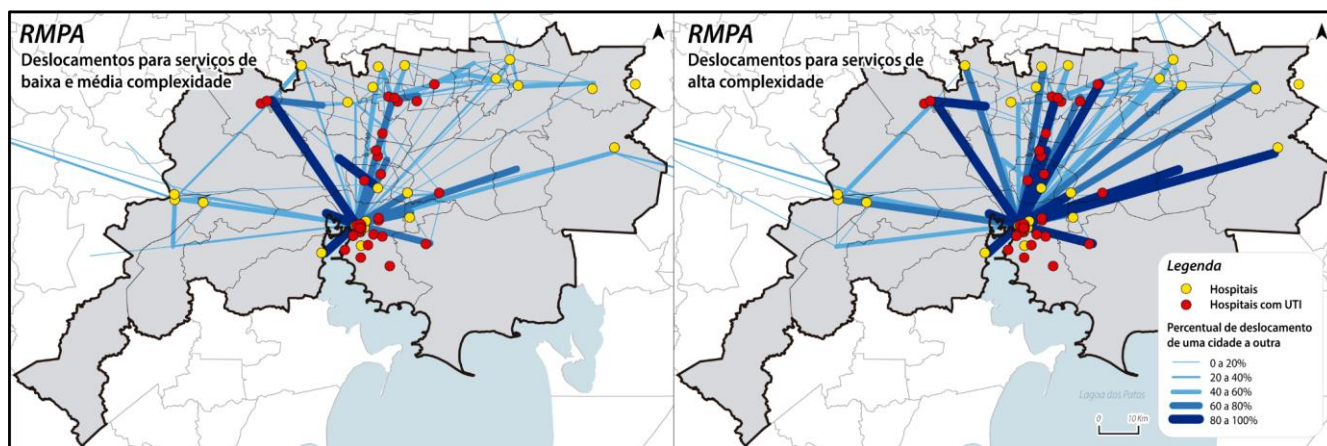 RMPA
Deslocamentos para serviços de
baixa e média complexidade
RMPA
Deslocamentos para serviços de
alta complexidade
Legenda
Hospitais
Hospitais com UTI
Percentual de deslocamento
de uma cidade a outra
0 a 20%
20 a 40%
40 a 60%
60 a 80%
80 a 100%
Lagoa dos Patos
0 10 Km